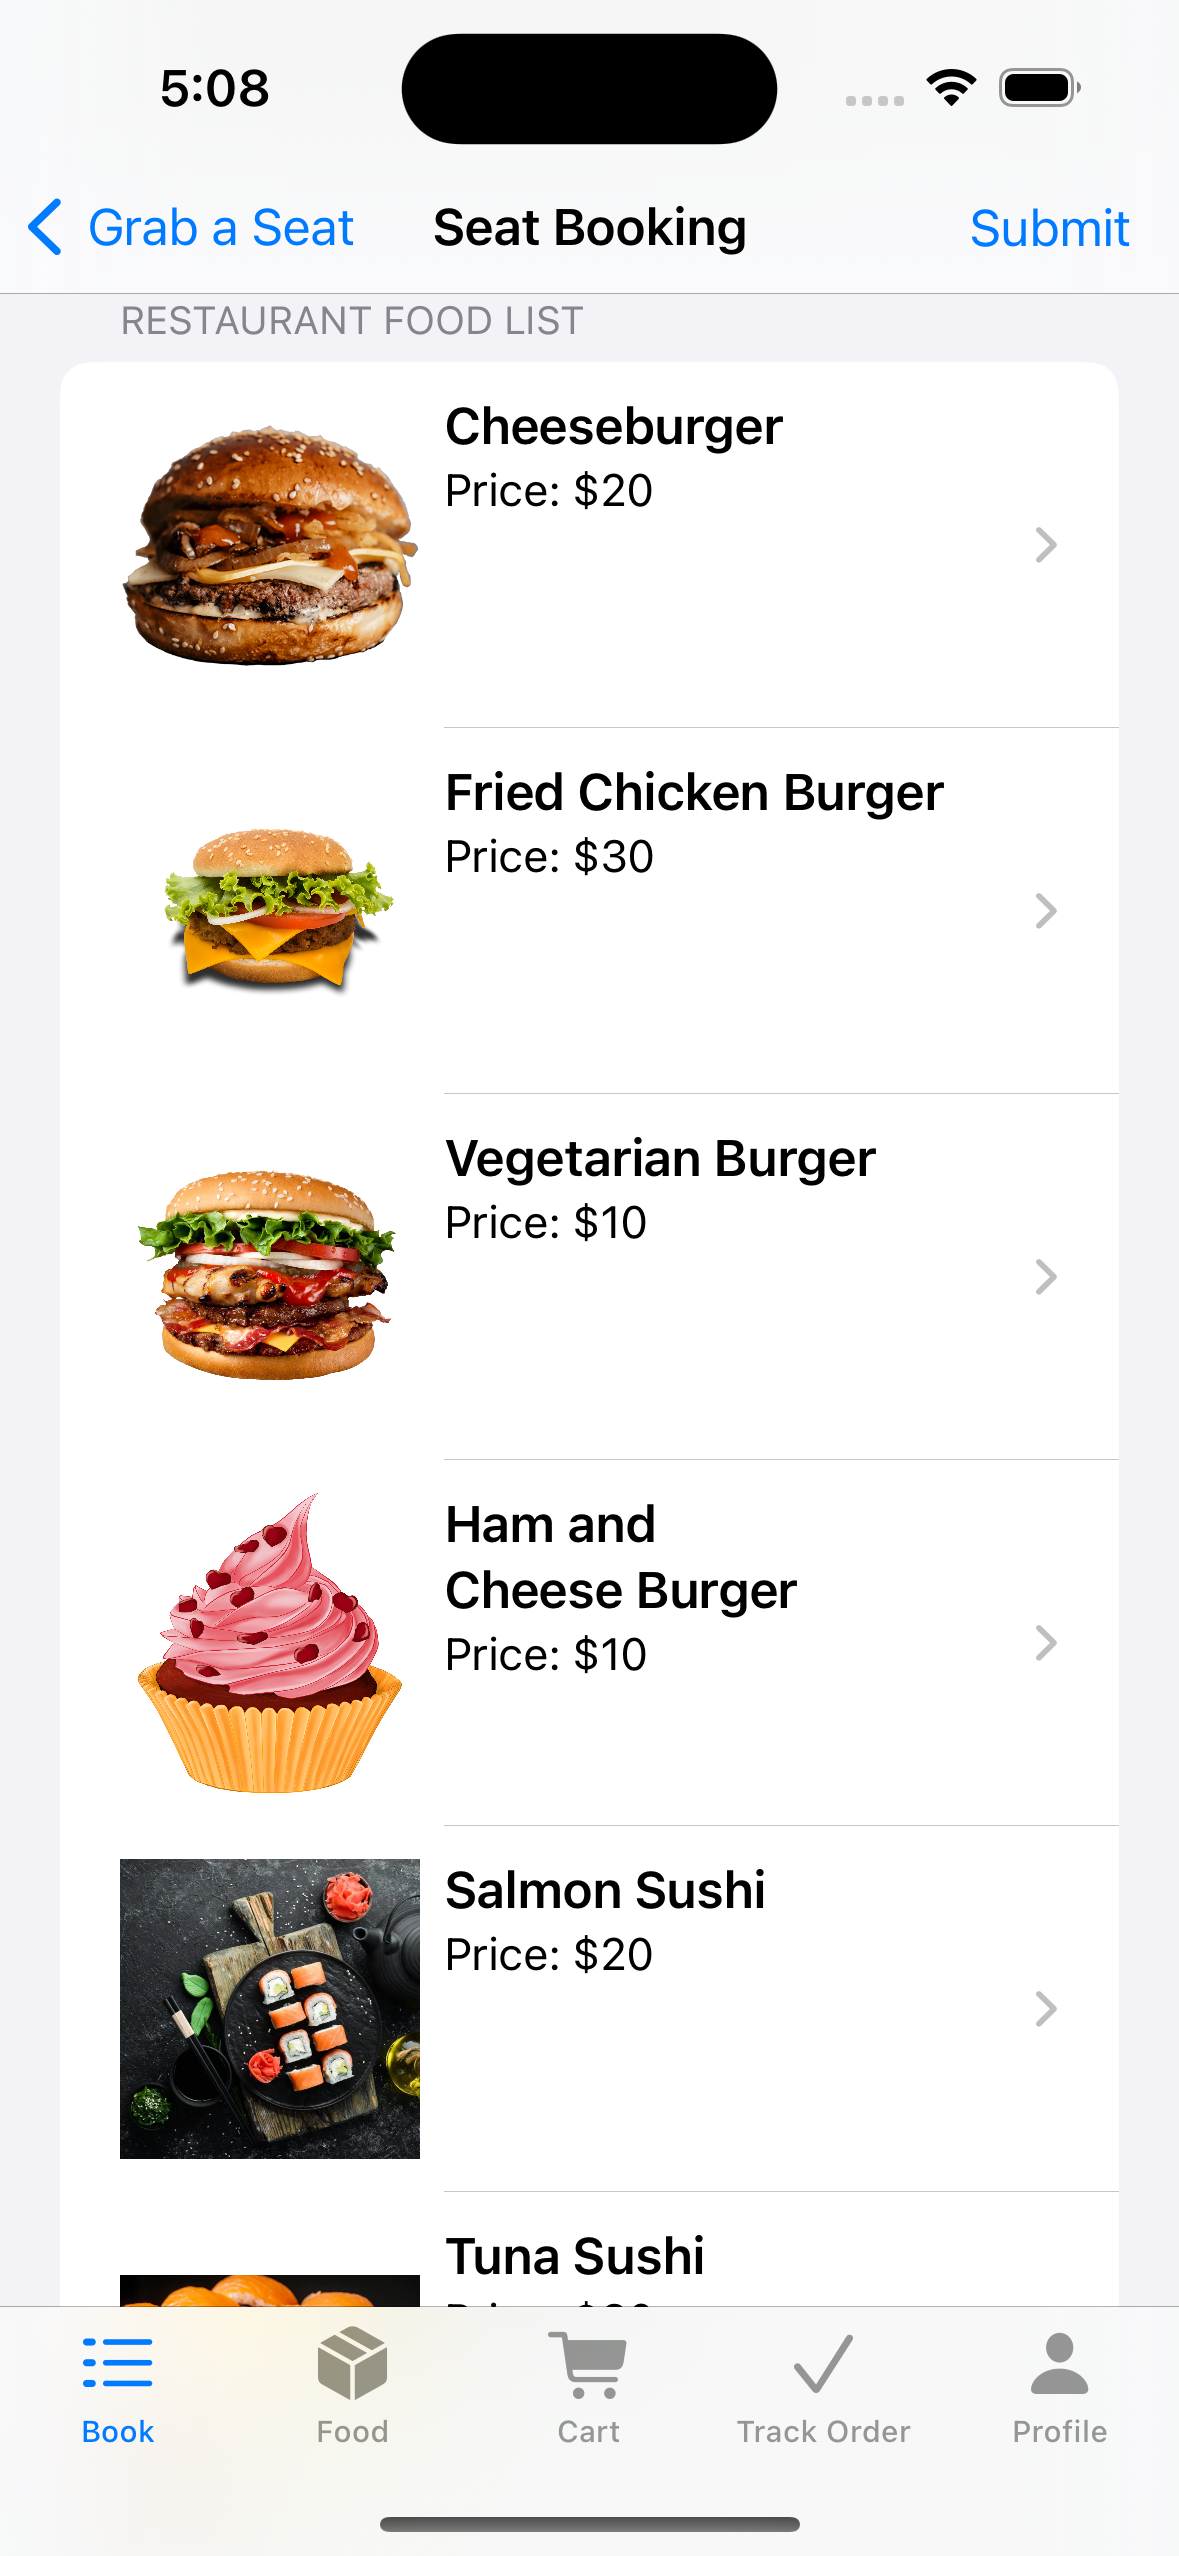 5:08
Grab a Seat
Seat Booking
Submit
RESTAURANT FOOD LIST
Cheeseburger
Price: $20
Fried Chicken Burger
Price: $30
Vegetarian Burger
Price: $10
Ham and
Cheese Burger
Price: $10
Salmon Sushi
Price: $20
Tuna Sushi
Book
Food
Cart
Track Order
Profile